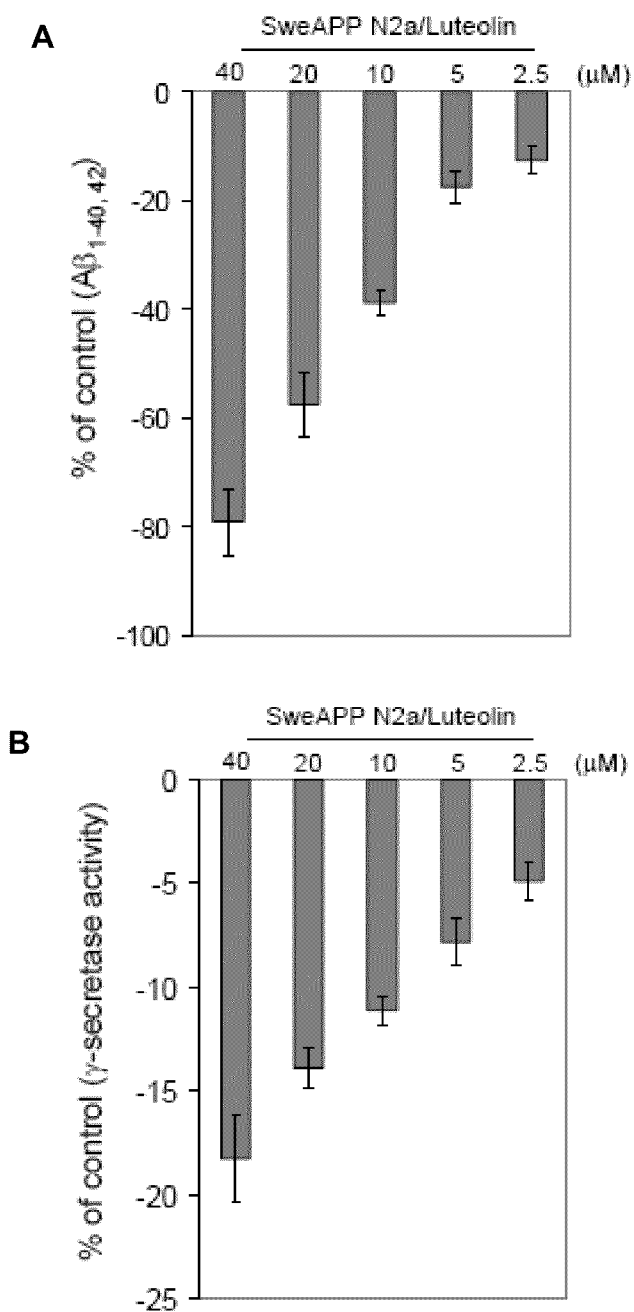 A
SweAPP N2a/Luteolin
40 20 10 5 2.5 (μM)
0
-20
-40
-60
-80
-100
% of control (Aβ1-40, 42)
B
SweAPP N2a/Luteolin
40 20 10 5 2.5 (μM)
0
-5
-10
-15
-20
-25
% of control (γ-secretase activity)